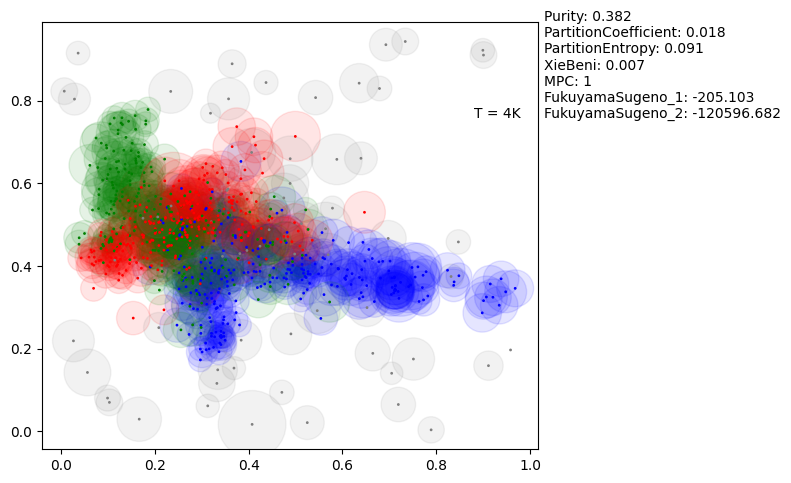 Purity: 0.382
PartitionCoefficient: 0.018
PartitionEntropy: 0.091
XieBeni: 0.007
MPC: 1
FukuyamaSugeno_1: -205.103
FukuyamaSugeno_2: -120596.682
T = 4K
0.8
0.6
0.4
0.2
0.0
0.0 0.2 0.4 0.6 0.8 1.0